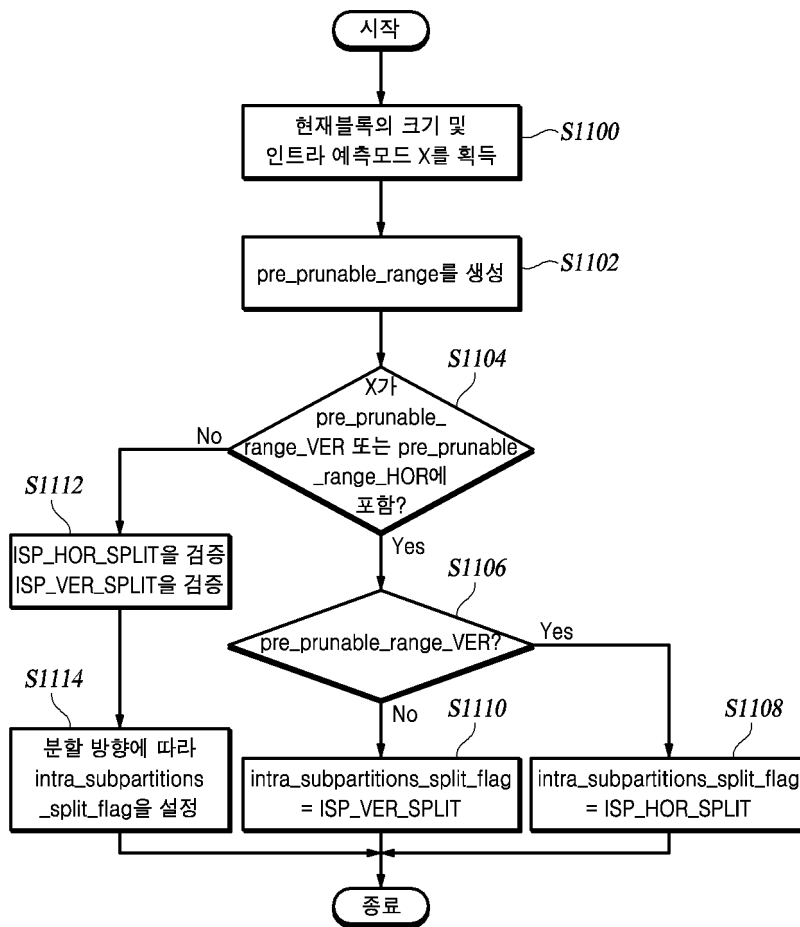 시작
현재블록의 크기 및
인트라 예측모드 X를 획득
S1100
pre_prunable_range를 생성
S1102
S1104
X가
pre_prunable_
range_VER 또는 pre_prunable
_range_HOR에
포함?
No
Yes
S1112
ISP_HOR_SPLIT을 검증
ISP_VER_SPLIT을 검증
S1106
pre_prunable_range_VER?
Yes
No
S1114
분할 방향에 따라
intra_subpartitions
_split_flag을 설정
S1110
intra_subpartitions_split_flag
= ISP_VER_SPLIT
S1108
intra_subpartitions_split_flag
= ISP_HOR_SPLIT
종료